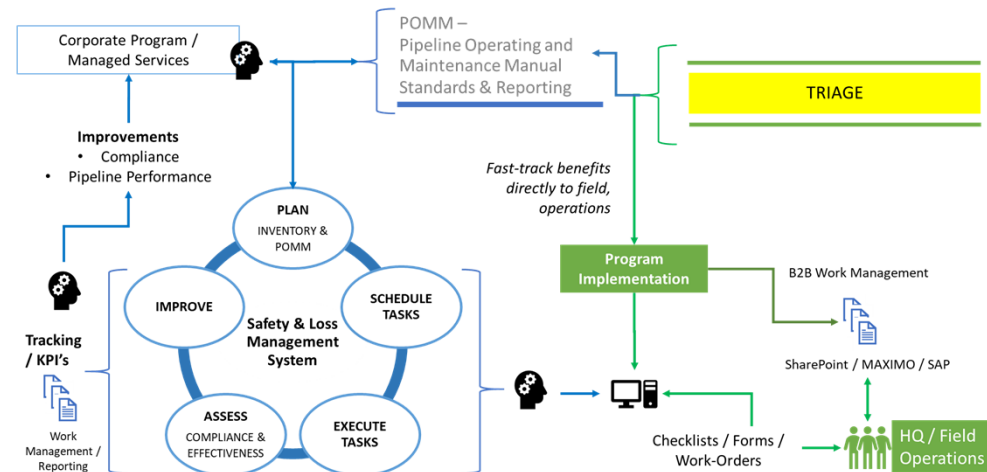 Corporate Program /
Managed Services
POMM –
Pipeline Operating and
Maintenance Manual
Standards & Reporting
TRIAGE
Improvements
• Compliance
• Pipeline Performance
Fast-track benefits
directly to field,
operations
PLAN
INVENTORY &
POMM
IMPROVE
SCHEDULE
TASKS
Safety & Loss
Management
System
ASSESS
COMPLIANCE &
EFFECTIVENESS
EXECUTE
TASKS
Tracking
/ KPI's
Work
Management /
Reporting
Program
Implementation
B2B Work Management
SharePoint / MAXIMO / SAP
Checklists / Forms /
Work-Orders
HQ / Field
Operations